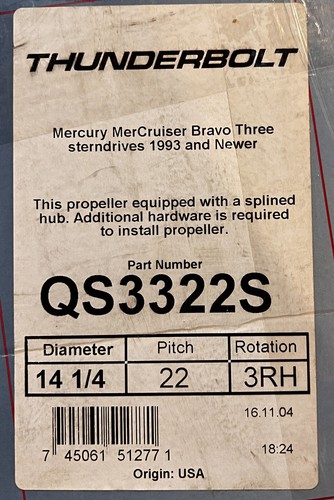 THUNDERBOLT
Mercury MerCruiser Bravo Three
sterndrives 1993 and Newer
This propeller equipped with a splined
hub. Additional hardware is required
to install propeller.
Part Number
QS3322S
Diameter Pitch Rotation
14 1/4 22 3RH
16.11.04
7 45061 51277 1
18:24
Origin: USA